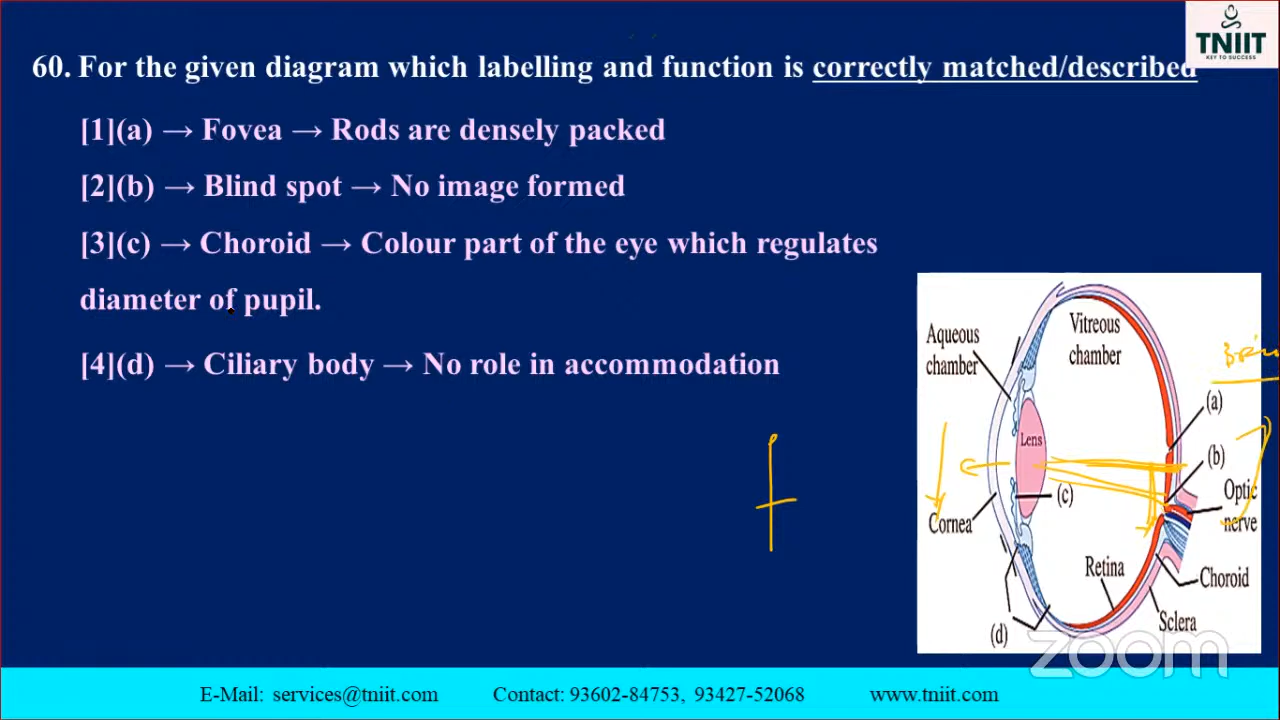 TNIIT
KEY TO SUCCESS
60. For the given diagram which labelling and function is correctly matched/described
[1](a) → Fovea → Rods are densely packed
[2](b) → Blind spot → No image formed
[3](c) → Choroid → Colour part of the eye which regulates
diameter of pupil.
[4](d) → Ciliary body → No role in accommodation
Aqueous
chamber
Vitreous
chamber
(a)
Lens
(b)
(c)
Optic
nerve
Cornea
Retina
Choroid
Sclera
(d)
zoom
E-Mail: services@tniit.com Contact: 93602-84753, 93427-52068 www.tniit.com